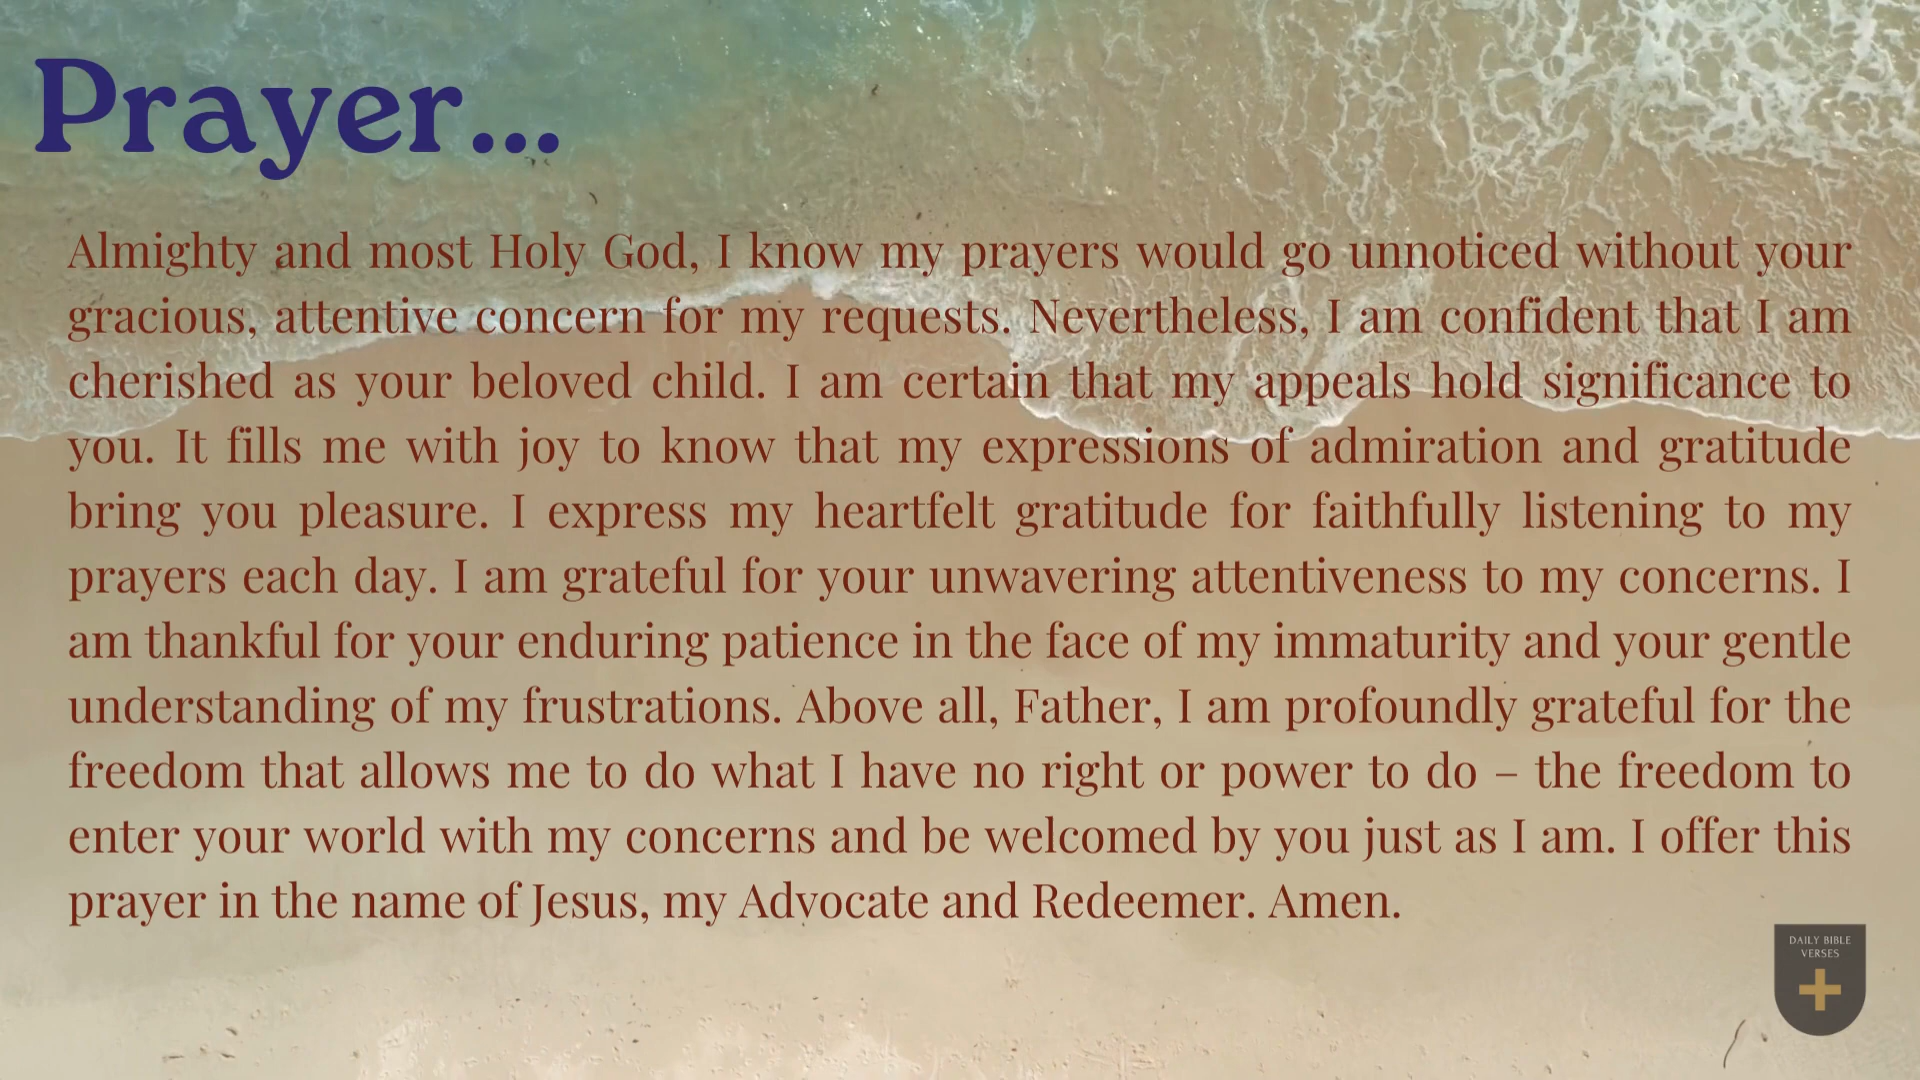 Prayer...
Almighty and most Holy God, I know my prayers would go unnoticed without your
gracious, attentive concern for my requests. Nevertheless, I am confident that I am
cherished as your beloved child. I am certain that my appeals hold significance to
you. It fills me with joy to know that my expressions of admiration and gratitude
bring you pleasure. I express my heartfelt gratitude for faithfully listening to my
prayers each day. I am grateful for your unwavering attentiveness to my concerns. I
am thankful for your enduring patience in the face of my immaturity and your gentle
understanding of my frustrations. Above all, Father, I am profoundly grateful for the
freedom that allows me to do what I have no right or power to do – the freedom to
enter your world with my concerns and be welcomed by you just as I am. I offer this
prayer in the name of Jesus, my Advocate and Redeemer. Amen.
DAILY BIBLE
VERSES